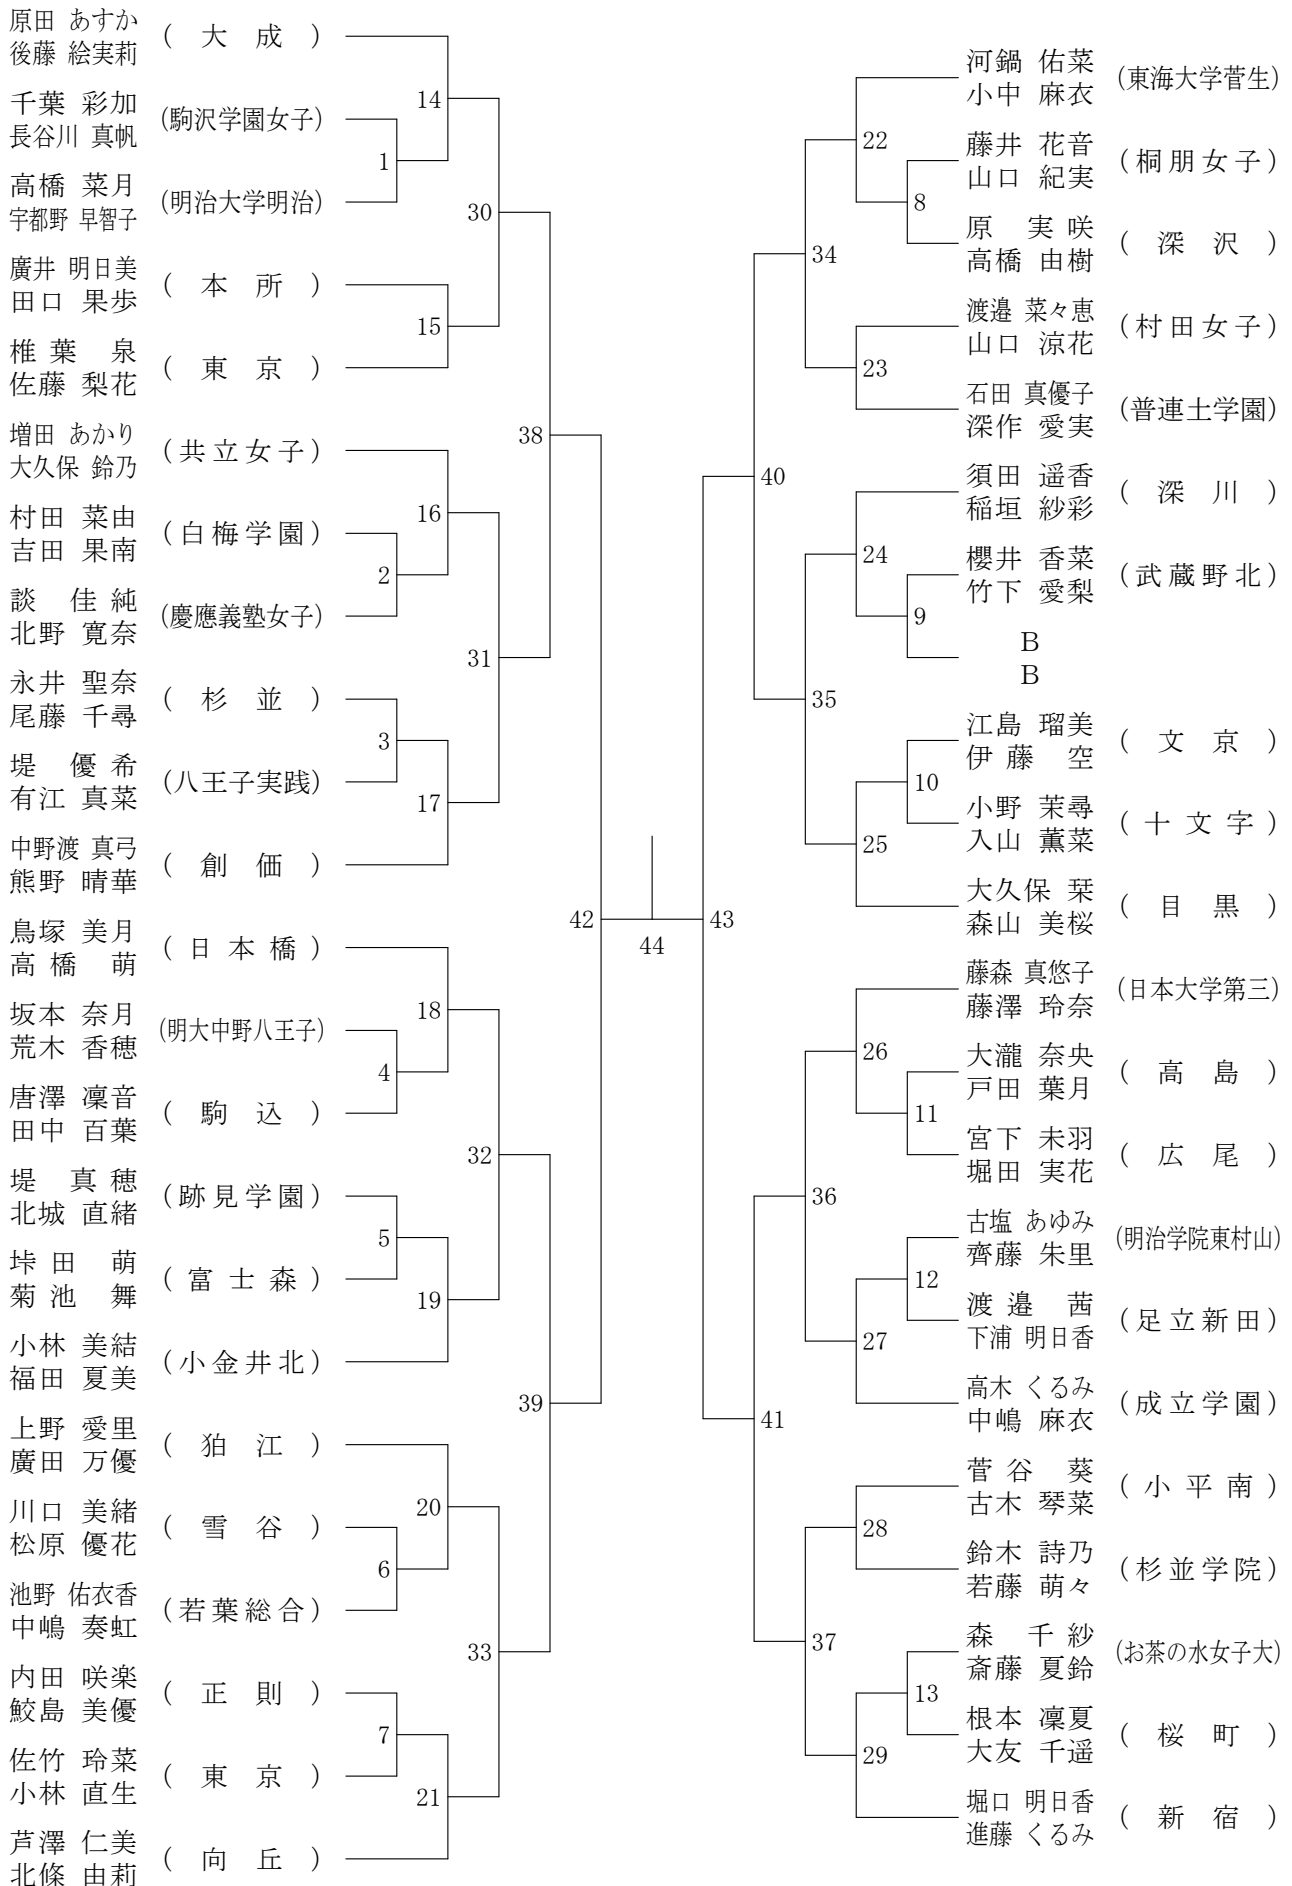 原田 あすか
後藤 絵実莉
（ 大 成 ）
千葉 彩加
長谷川 真帆
（駒沢学園女子）
高橋 菜月
宇都野 早智子
（明治大学明治）
廣井 明日美
田口 果歩
（ 本 所 ）
椎葉 泉
佐藤 梨花
（ 東 京 ）
増田 あかり
大久保 鈴乃
（共立女子）
村田 菜由
吉田 果南
（白梅学園）
談 佳純
北野 寛奈
（慶應義塾女子）
永井 聖奈
尾藤 千尋
（ 杉 並 ）
堤 優希
有江 真菜
（八王子実践）
中野渡 真弓
熊野 晴華
（ 創 価 ）
鳥塚 美月
高橋 萌
（日本橋）
坂本 奈月
荒木 香穂
（明大中野八王子）
唐澤 凜音
田中 百葉
（ 駒 込 ）
堤 真穂
北城 直緒
（跡見学園）
垰田 萌
菊池 舞
（富士森）
小林 美結
福田 夏美
（小金井北）
上野 愛里
廣田 万優
（ 狛 江 ）
川口 美緒
松原 優花
（ 雪 谷 ）
池野 佑衣香
中嶋 奏虹
（若葉総合）
内田 咲楽
鮫島 美優
（ 正 則 ）
佐竹 玲菜
小林 直生
（ 東 京 ）
芦澤 仁美
北條 由莉
（ 向 丘 ）
1
2
3
4
5
6
7
14
15
16
17
18
19
20
21
30
31
32
33
38
39
42
44
43
40
41
34
35
36
37
22
23
24
25
26
27
28
29
8
9
10
11
12
13
河鍋 佑菜
小中 麻衣
（東海大学菅生）
藤井 花音
山口 紀実
（桐朋女子）
原 実咲
高橋 由樹
（ 深 沢 ）
渡邉 菜々恵
山口 涼花
（村田女子）
石田 真優子
深作 愛実
（普連土学園）
須田 遥香
稲垣 紗彩
（ 深 川 ）
櫻井 香菜
竹下 愛梨
（武蔵野北）
B
B
江島 瑠美
伊藤 空
（ 文 京 ）
小野 茉尋
入山 薫菜
（十文字）
大久保 栞
森山 美桜
（ 目 黒 ）
藤森 真悠子
藤澤 玲奈
（日本大学第三）
大瀧 奈央
戸田 葉月
（ 高 島 ）
宮下 未羽
堀田 実花
（ 広 尾 ）
古塩 あゆみ
齊藤 朱里
（明治学院東村山）
渡邉 茜
下浦 明日香
（足立新田）
高木 くるみ
中嶋 麻衣
（成立学園）
菅谷 葵
古木 琴菜
（小平南）
鈴木 詩乃
若藤 萌々
（杉並学院）
森 千紗
斎藤 夏鈴
（お茶の水女子大）
根本 凜夏
大友 千遥
（ 桜 町 ）
堀口 明日香
進藤 くるみ
（ 新 宿 ）